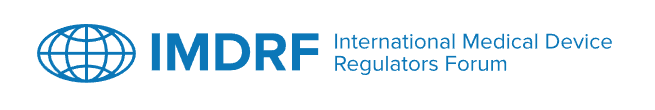 IMDRF
International Medical Device
Regulators Forum